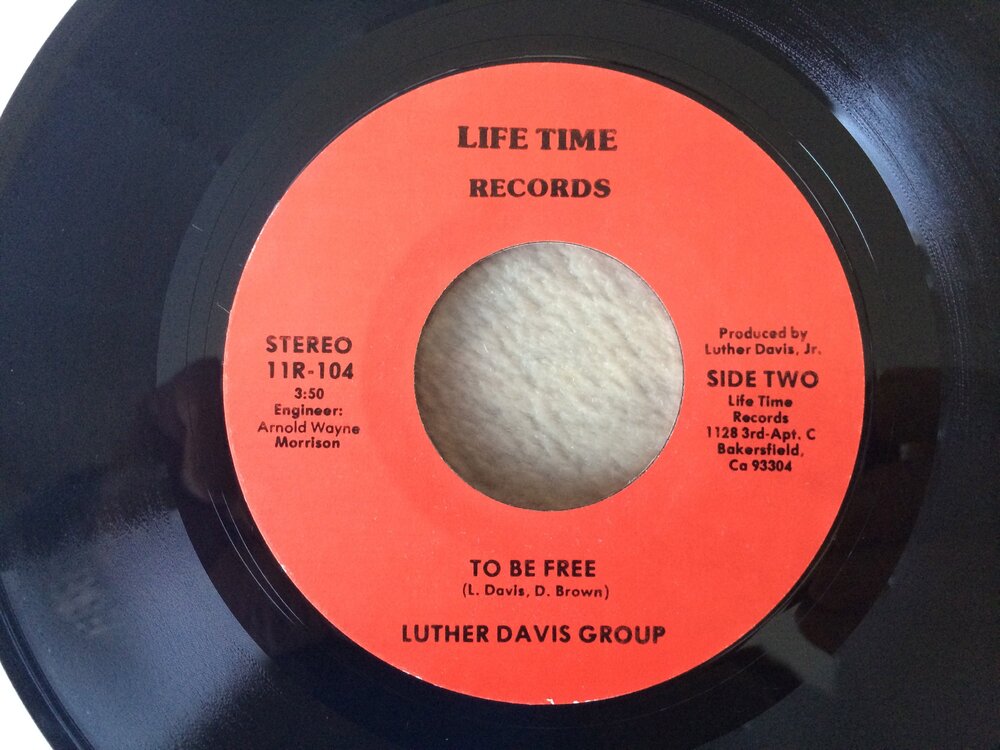 LIFE TIME
RECORDS
STEREO
11R-104
3:50
Engineer:
Arnold Wayne
Morrison
Produced by
Luther Davis, Jr.
SIDE TWO
Life Time
Records
1128 3rd-Apt. C
Bakersfield,
Ca 93304
TO BE FREE
(L. Davis, D. Brown)
LUTHER DAVIS GROUP